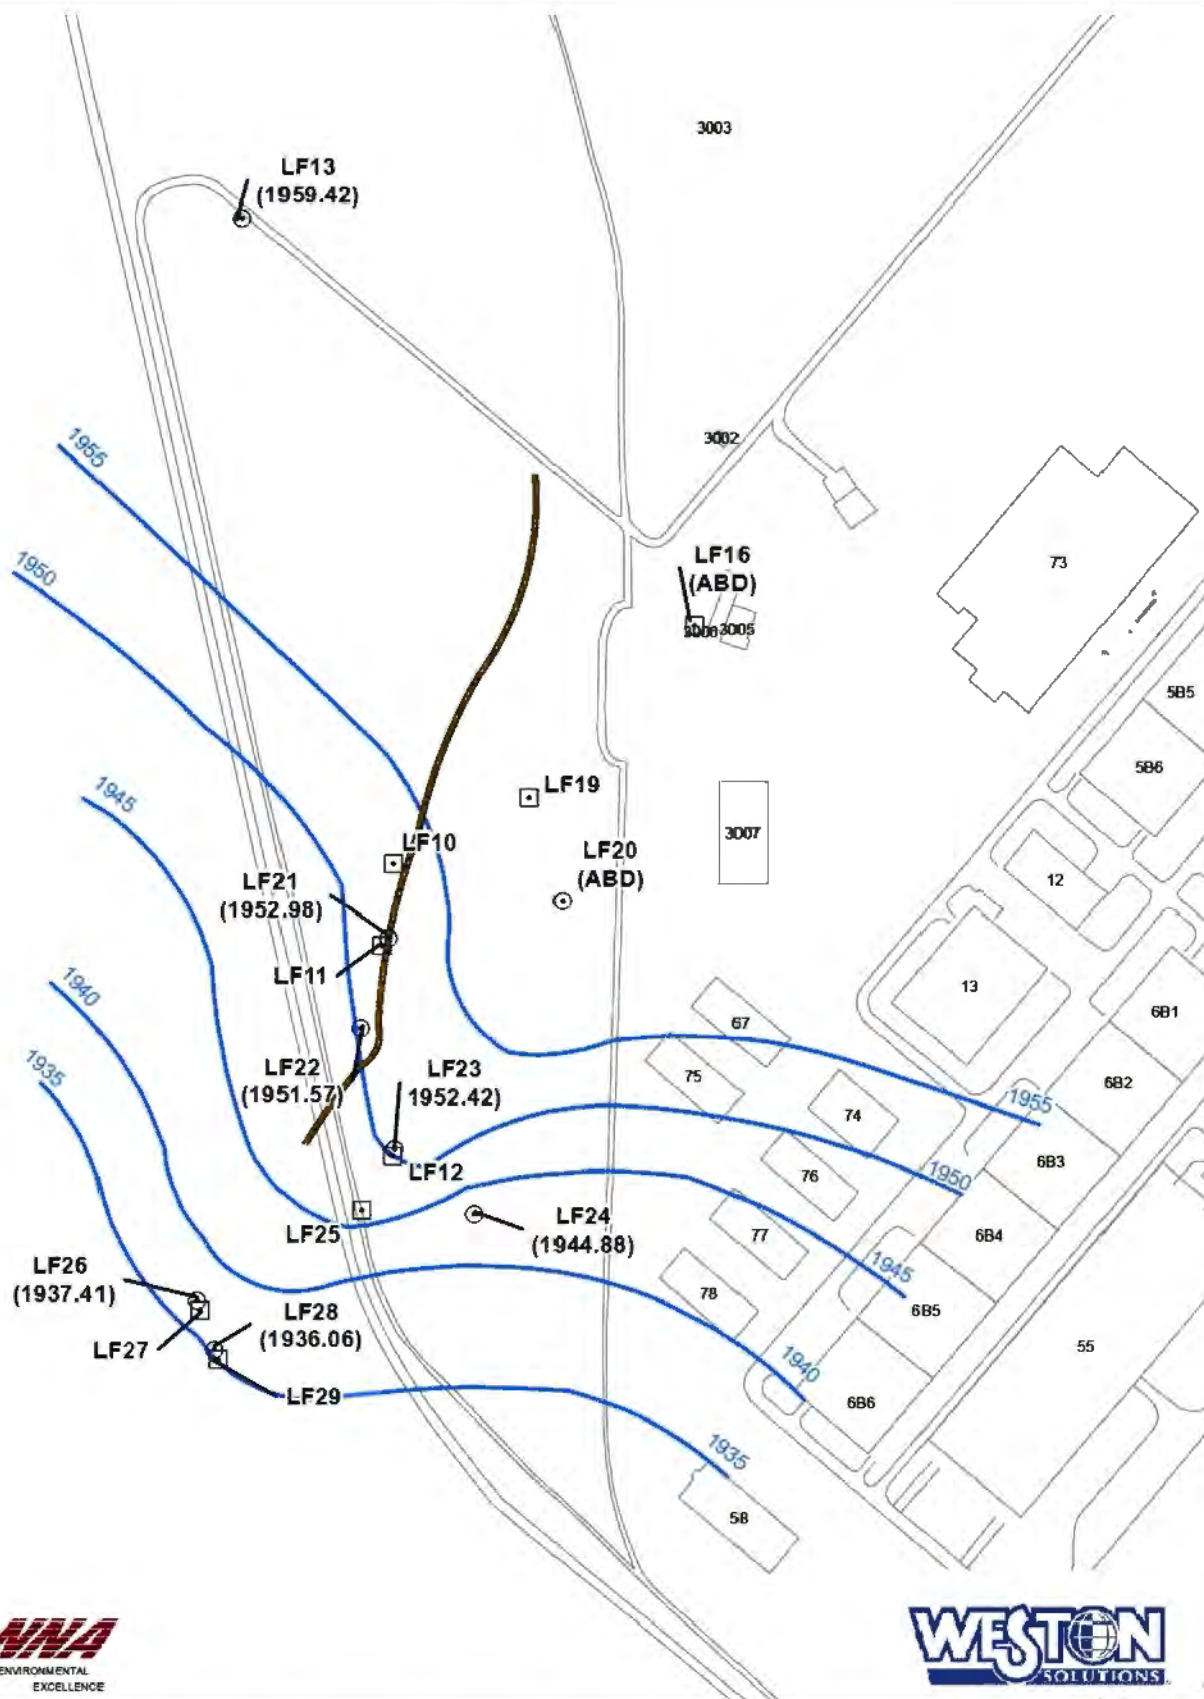 3003
LF13
(1959.42)
1955
3002
1950
LF16
(ABD)
73
3005
5B5
5B6
1945
LF19
3007
LF10
LF20
(ABD)
LF21
(1952.98)
12
LF11
1940
13
6B1
67
1935
LF22
(1951.57)
LF23
1952.42)
75
6B2
74
1955
LF12
76
6B3
1950
LF25
LF24
(1944.88)
77
6B4
1945
LF26
(1937.41)
78
6B5
LF28
(1936.06)
LF27
55
1940
LF29
6B6
1935
58
NNA
ENVIRONMENTAL
EXCELLENCE
WESTON
SOLUTIONS